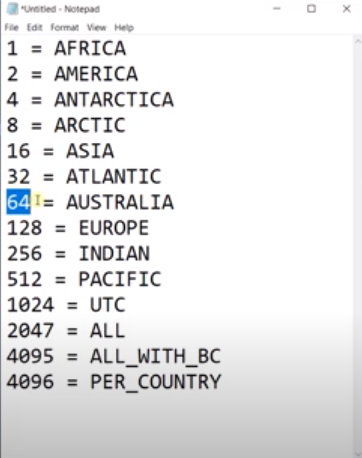 *Untitled - Notepad
File Edit Format View Help
1 = AFRICA
2 = AMERICA
4 = ANTARCTICA
8 = ARCTIC
16 = ASIA
32 = ATLANTIC
64 = AUSTRALIA
128 = EUROPE
256 = INDIAN
512 = PACIFIC
1024 = UTC
2047 = ALL
4095 = ALL_WITH_BC
4096 = PER_COUNTRY